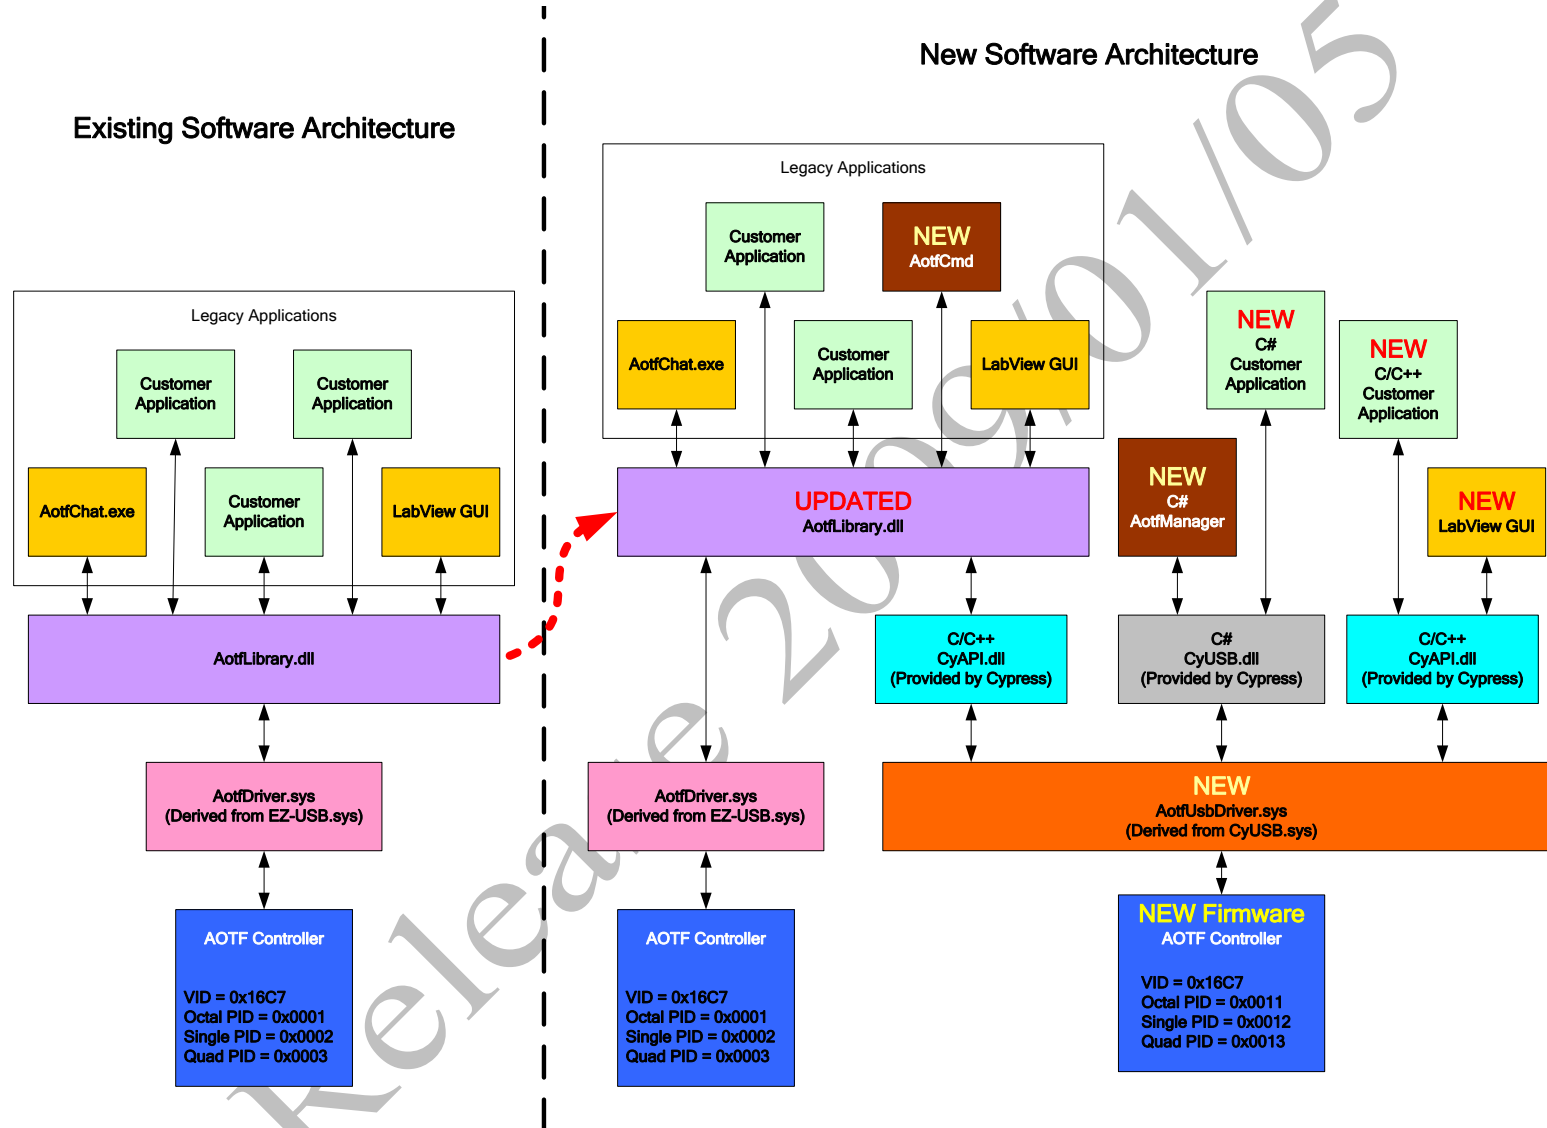 Existing Software Architecture
Legacy Applications
Customer
Application
Customer
Application
AotfChat.exe
Customer
Application
LabView GUI
AotfLibrary.dll
AotfDriver.sys
(Derived from EZ-USB.sys)
AOTF Controller
VID = 0x16C7
Octal PID = 0x0001
Single PID = 0x0002
Quad PID = 0x0003
New Software Architecture
Legacy Applications
Customer
Application
NEW
AotfCmd
AotfChat.exe
Customer
Application
LabView GUI
UPDATED
AotfLibrary.dll
NEW
C#
Customer
Application
NEW
C/C++
Customer
Application
NEW
C#
AotfManager
NEW
LabView GUI
C/C++
CyAPI.dll
(Provided by Cypress)
C#
CyUSB.dll
(Provided by Cypress)
C/C++
CyAPI.dll
(Provided by Cypress)
AotfDriver.sys
(Derived from EZ-USB.sys)
NEW
AotfUsbDriver.sys
(Derived from CyUSB.sys)
AOTF Controller
VID = 0x16C7
Octal PID = 0x0001
Single PID = 0x0002
Quad PID = 0x0003
NEW Firmware
AOTF Controller
VID = 0x16C7
Octal PID = 0x0011
Single PID = 0x0012
Quad PID = 0x0013
Release 2009/01/05